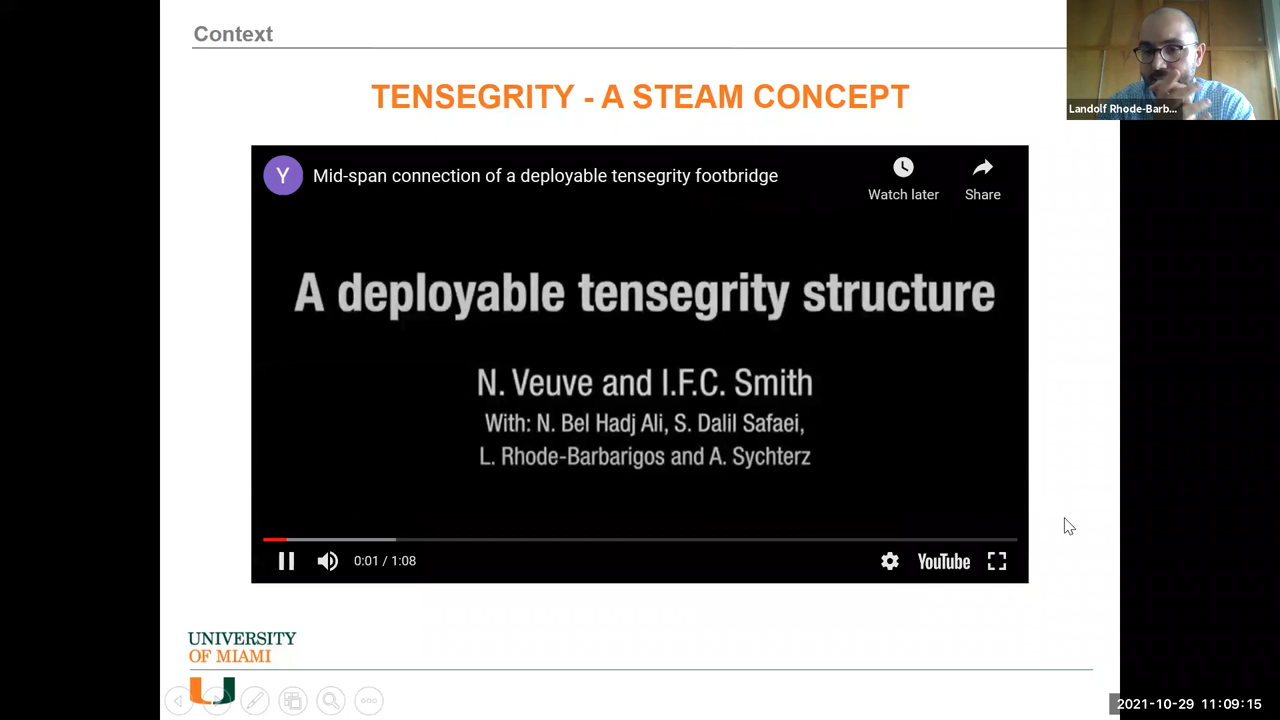 Context
TENSEGRITY - A STEAM CONCEPT
Landolf Rhode-Barb...
Y
Mid-span connection of a deployable tensegrity footbridge
Watch later
Share
A deployable tensegrity structure
N. Veuve and I.F.C. Smith
With: N. Bel Hadj Ali, S. Dalil Safaei,
L. Rhode-Barbarigos and A. Sychterz
0:01 / 1:08
YouTube
UNIVERSITY
OF MIAMI
U
2021-10-29 11:09:15